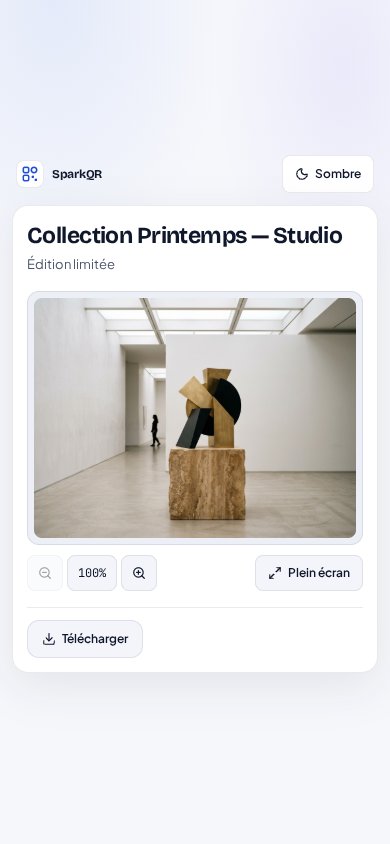 SparkQR
Sombre
Collection Printemps — Studio
Édition limitée
100%
Plein écran
Télécharger